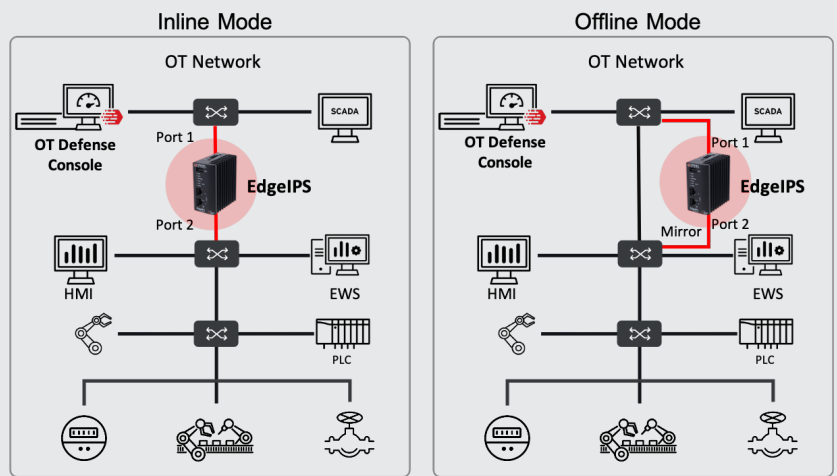 Inline Mode
OT Network
SCADA
OT Defense
Console
Port 1
EdgeIPS
Port 2
HMI
EWS
PLC
Offline Mode
OT Network
SCADA
OT Defense
Console
Port 1
EdgeIPS
Port 2
Mirror
HMI
EWS
PLC